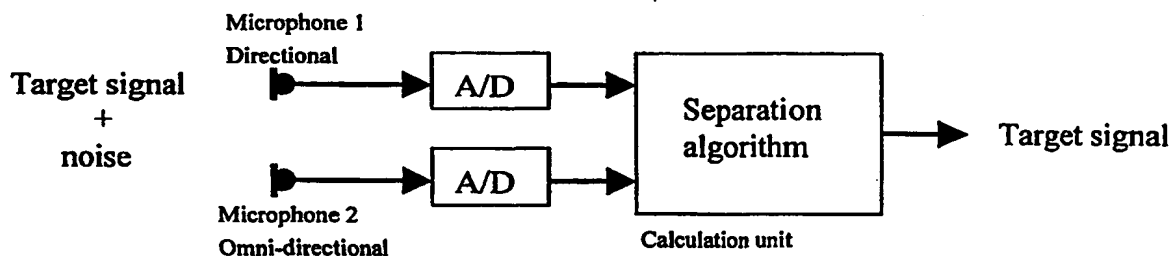 Microphone 1
Directional
Target signal
+
noise
A/D
Separation
algorithm
Target signal
A/D
Microphone 2
Omni-directional
Calculation unit